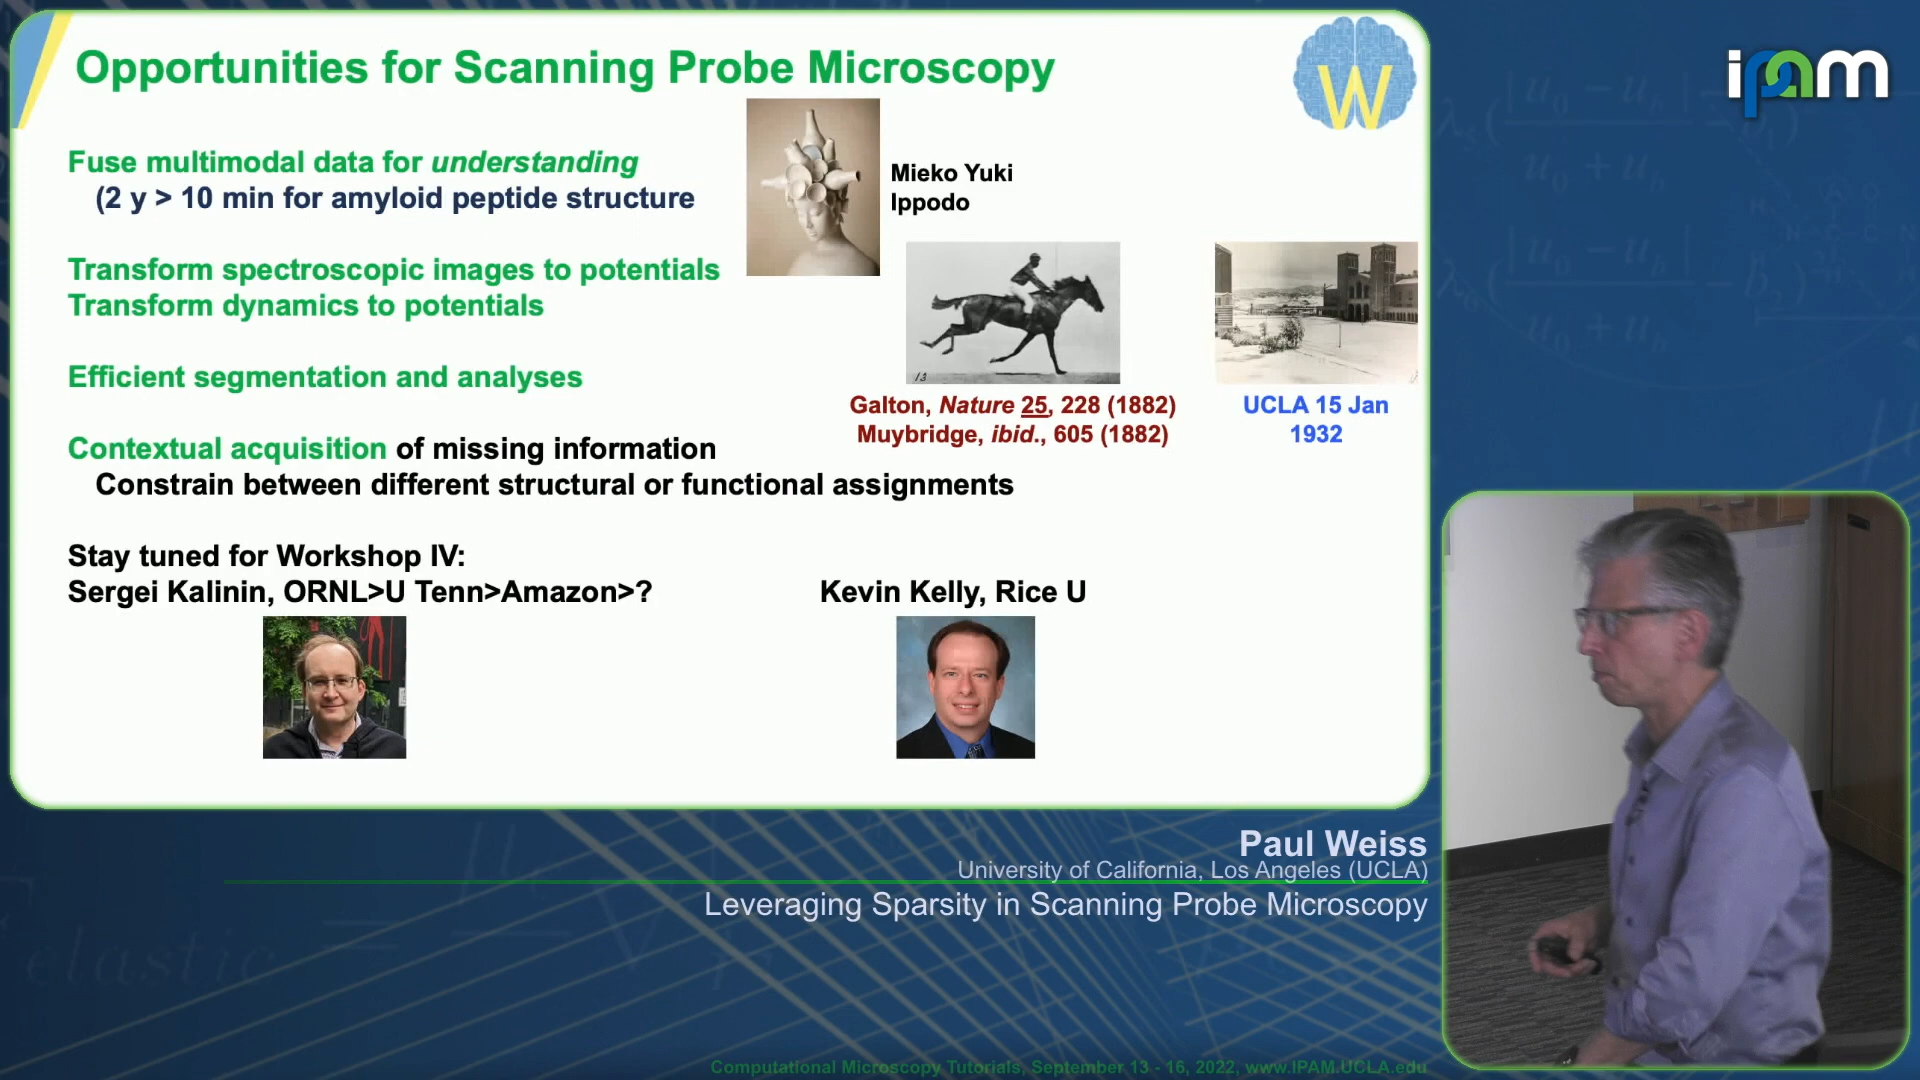 Opportunities for Scanning Probe Microscopy
W
ipam
Fuse multimodal data for understanding
(2 y > 10 min for amyloid peptide structure
Mieko Yuki
Ippodo
Transform spectroscopic images to potentials
Transform dynamics to potentials
Efficient segmentation and analyses
13
Galton, Nature 25, 228 (1882)
Muybridge, ibid., 605 (1882)
UCLA 15 Jan
1932
Contextual acquisition of missing information
Constrain between different structural or functional assignments
Stay tuned for Workshop IV:
Sergei Kalinin, ORNL>U Tenn>Amazon>?
Kevin Kelly, Rice U
Paul Weiss
University of California, Los Angeles (UCLA)
Leveraging Sparsity in Scanning Probe Microscopy
elastic
Computational Microscopy Tutorials, September 13 - 16, 2022, www.IPAM.UCLA.edu